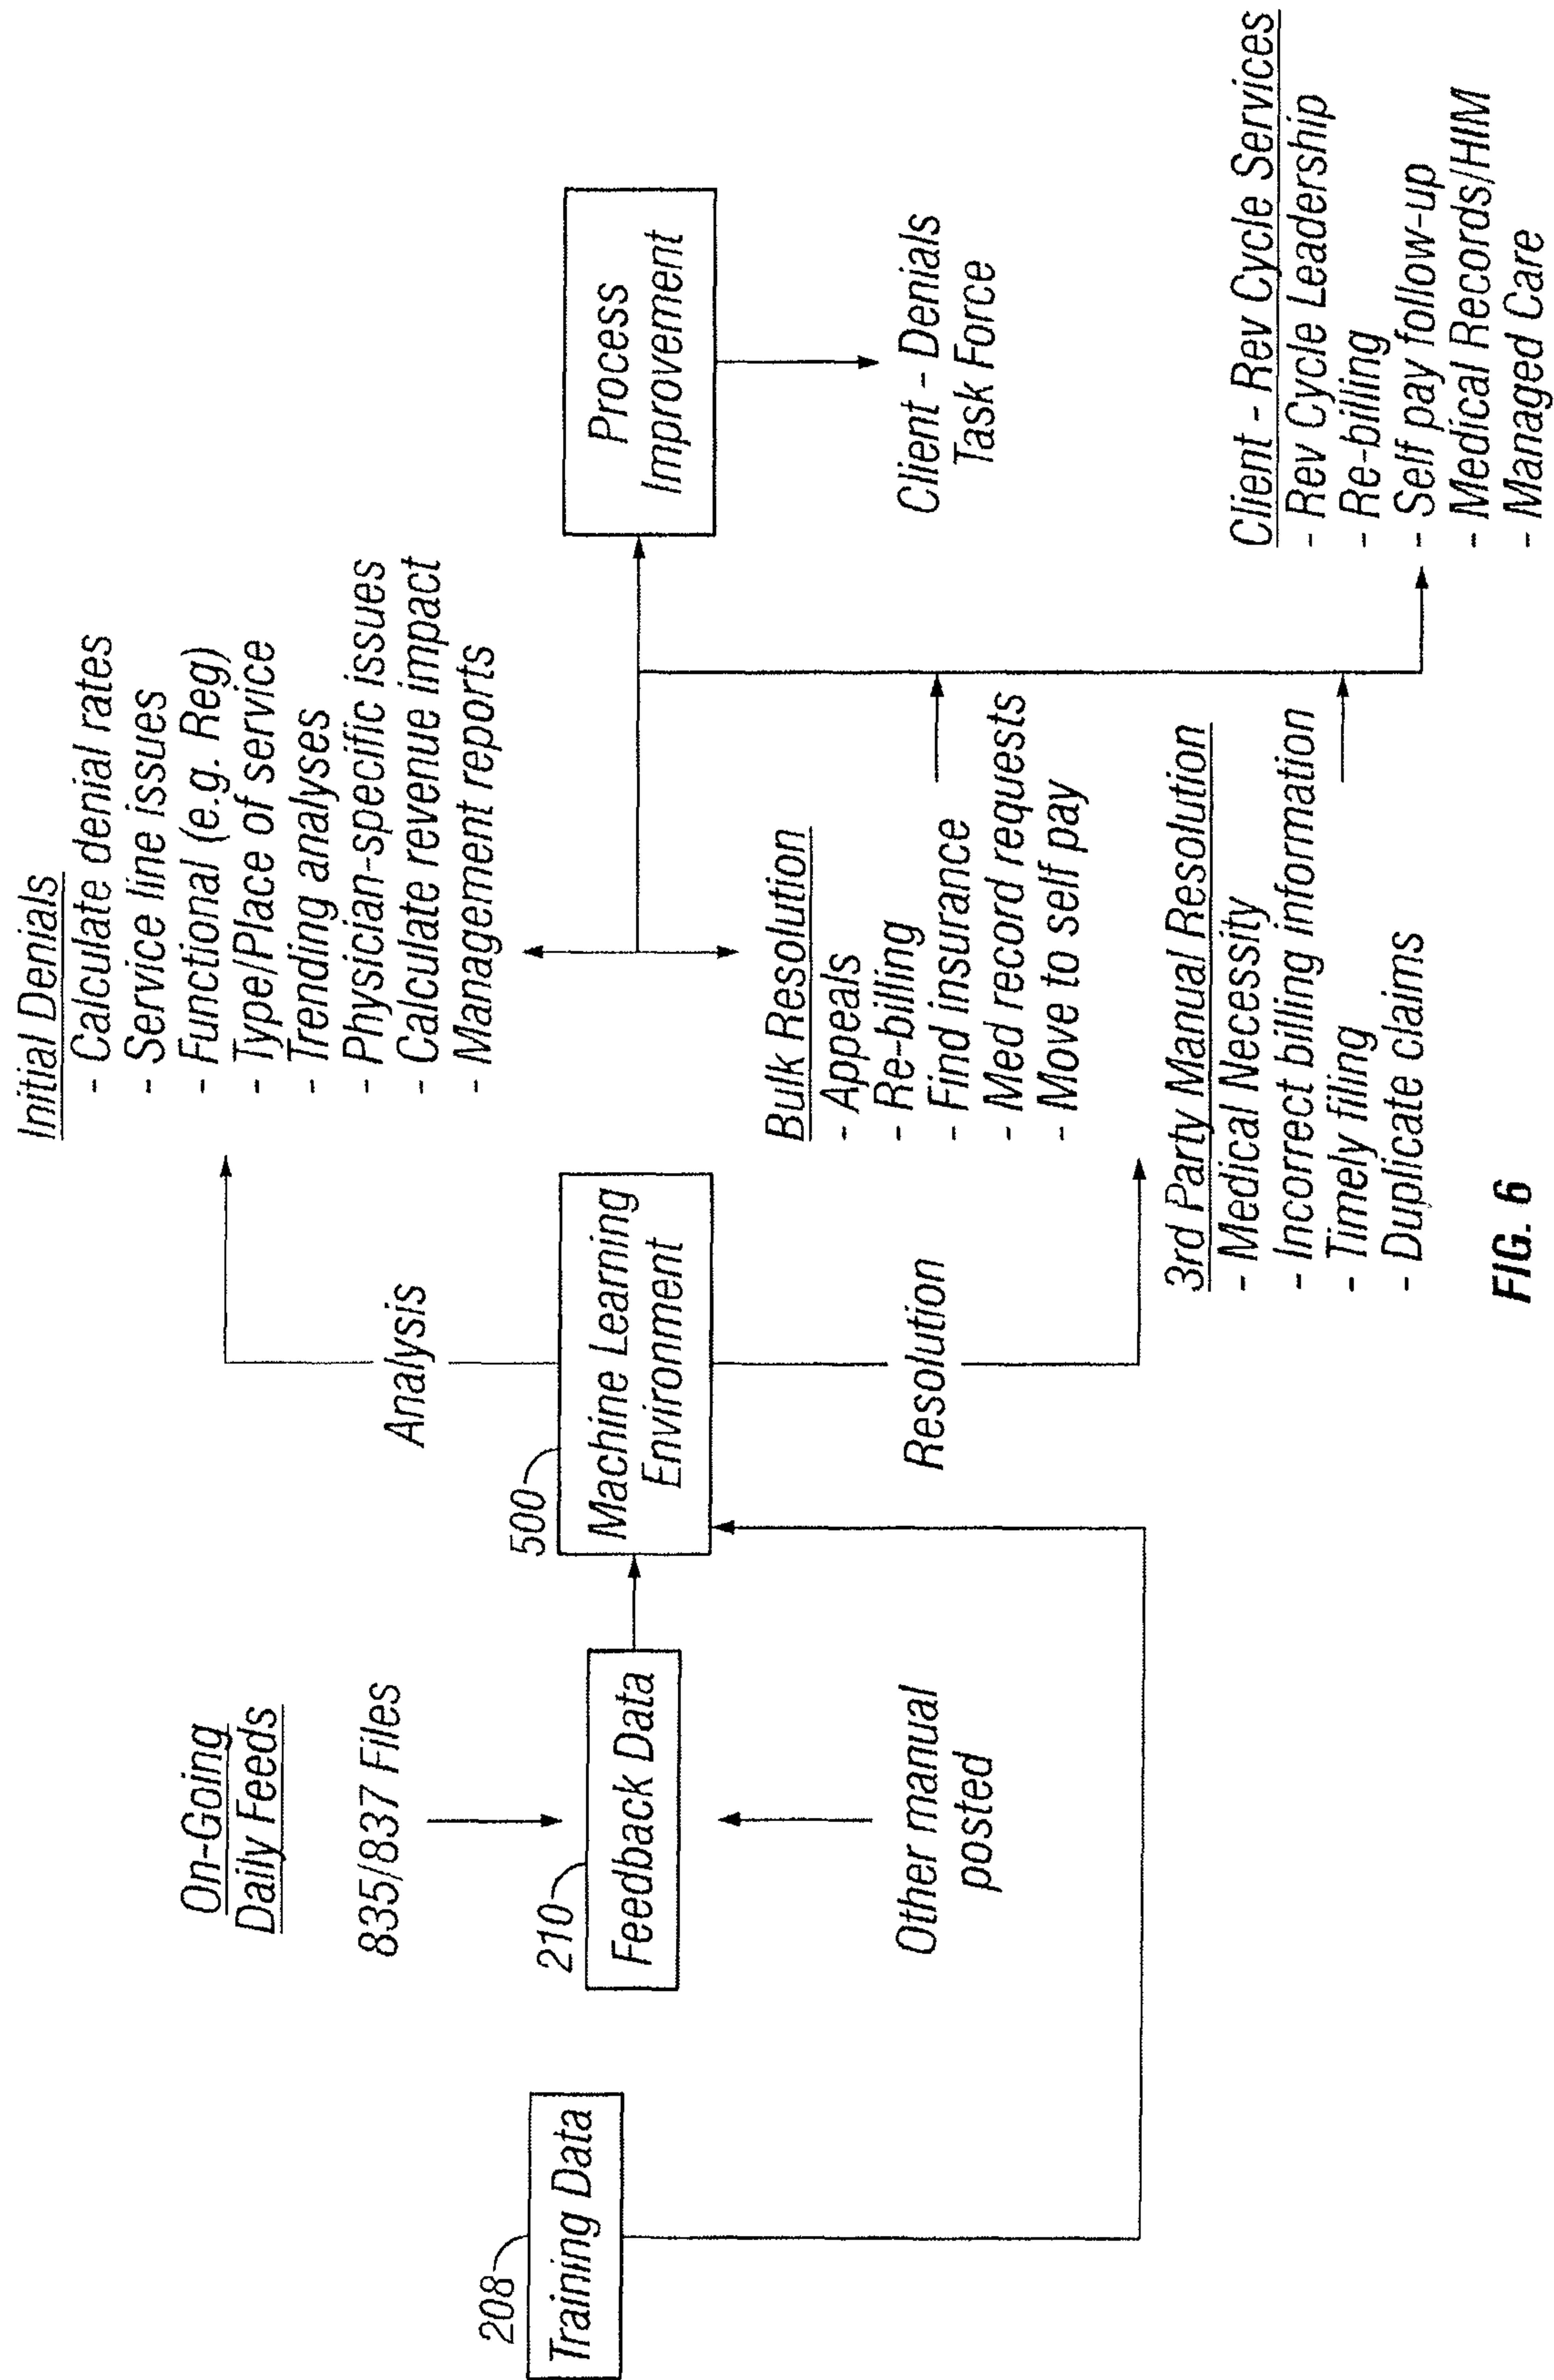 208
Training Data
On-Going
Daily Feeds
835/837 Files
210
Feedback Data
Other manual
posted
500
Machine Learning
Environment
Analysis
Resolution
Initial Denials
- Calculate denial rates
- Service line issues
- Functional (e.g. Reg)
- Type/Place of service
- Trending analyses
- Physician-specific issues
- Calculate revenue impact
- Management reports
Bulk Resolution
- Appeals
- Re-billing
- Find insurance
- Med record requests
- Move to self pay
3rd Party Manual Resolution
- Medical Necessity
- Incorrect billing information
- Timely filing
- Duplicate claims
Process
Improvement
Client - Denials
Task Force
Client - Rev Cycle Services
- Rev Cycle Leadership
- Re-billing
- Self pay follow-up
- Medical Records/HIM
- Managed Care
FIG. 6